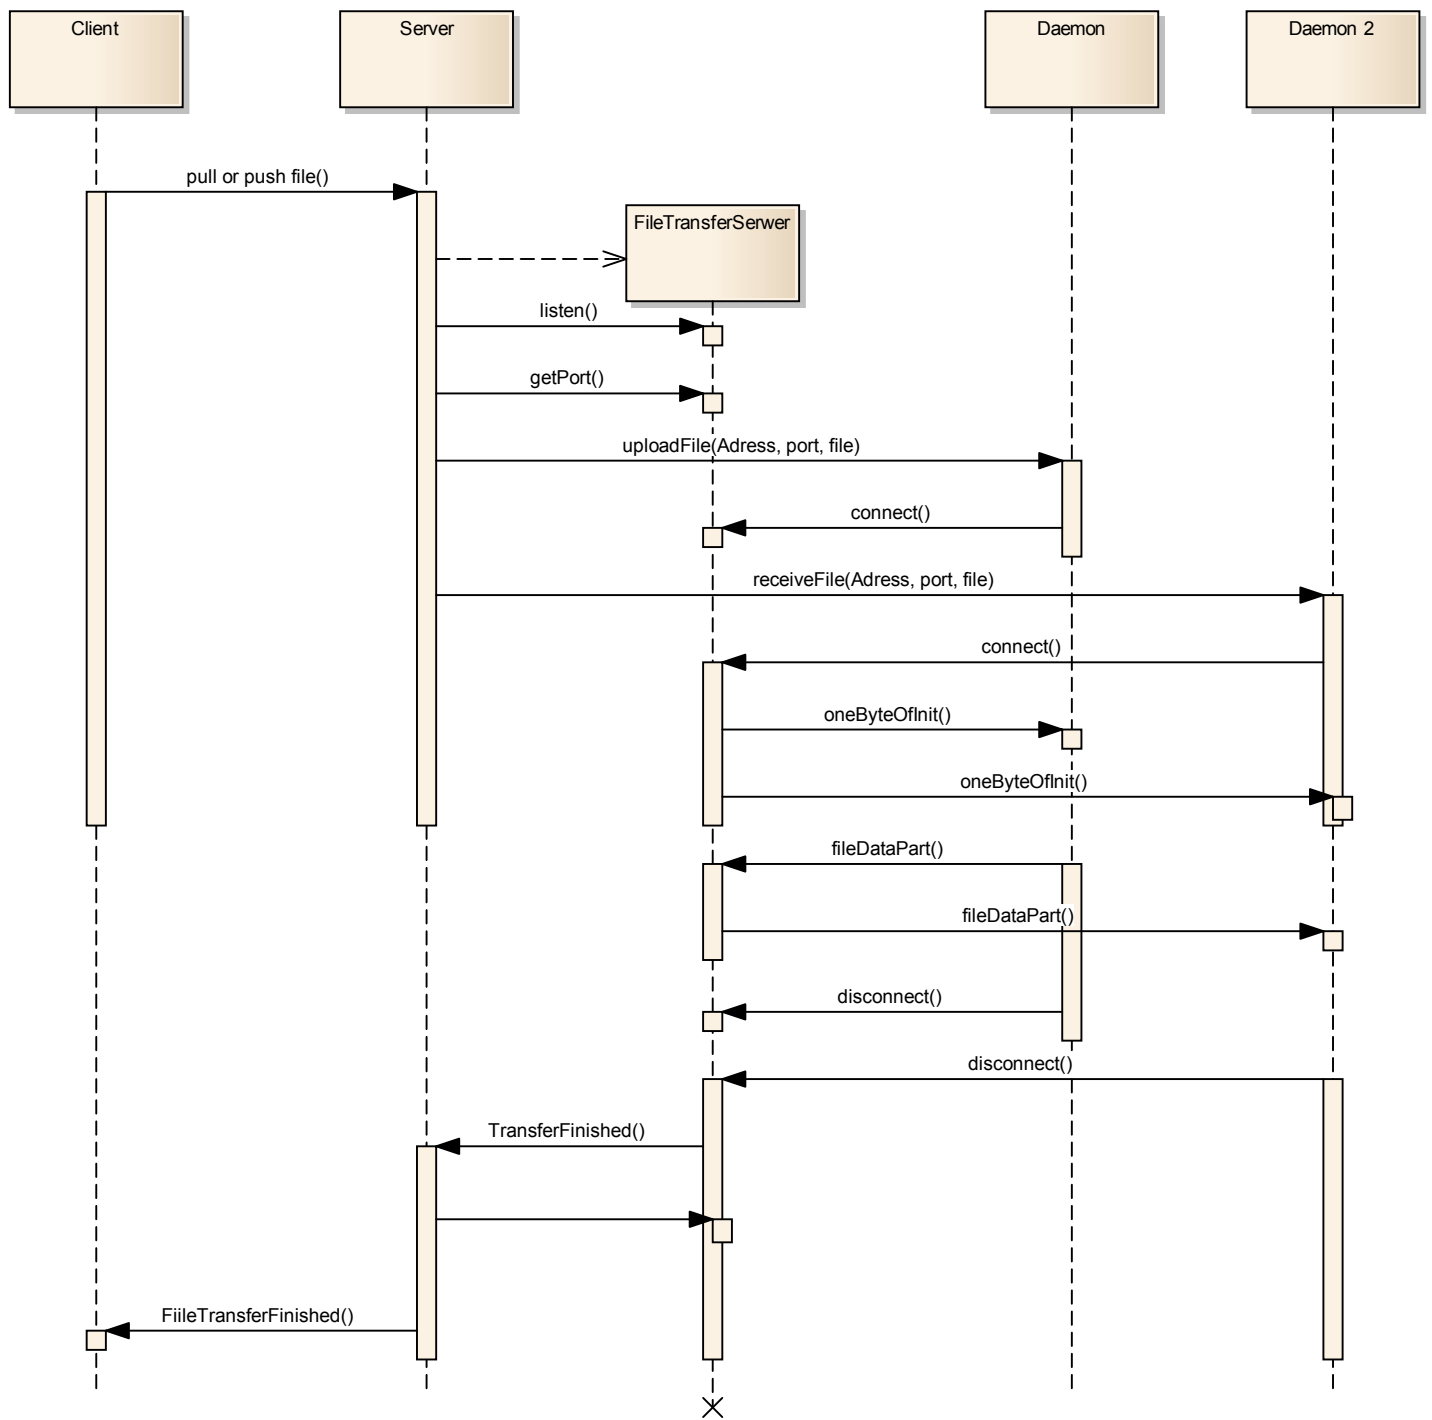 Client
Server
Daemon
Daemon 2
pull or push file()
FileTransferSerwer
listen()
getPort()
uploadFile(Adress, port, file)
connect()
receiveFile(Adress, port, file)
connect()
oneByteOfInit()
oneByteOfInit()
fileDataPart()
fileDataPart()
disconnect()
disconnect()
TransferFinished()
FiileTransferFinished()